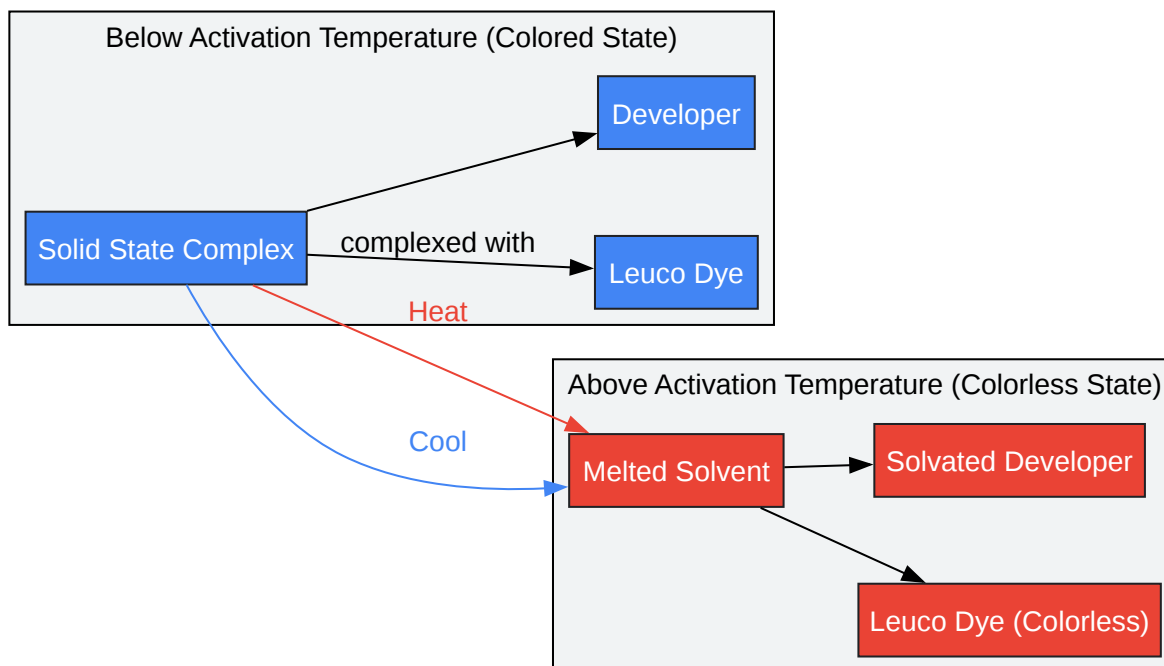 Below Activation Temperature (Colored State)
Developer
Solid State Complex
complexed with
Leuco Dye
Heat
Above Activation Temperature (Colorless State)
Cool
Melted Solvent
Solvated Developer
Leuco Dye (Colorless)